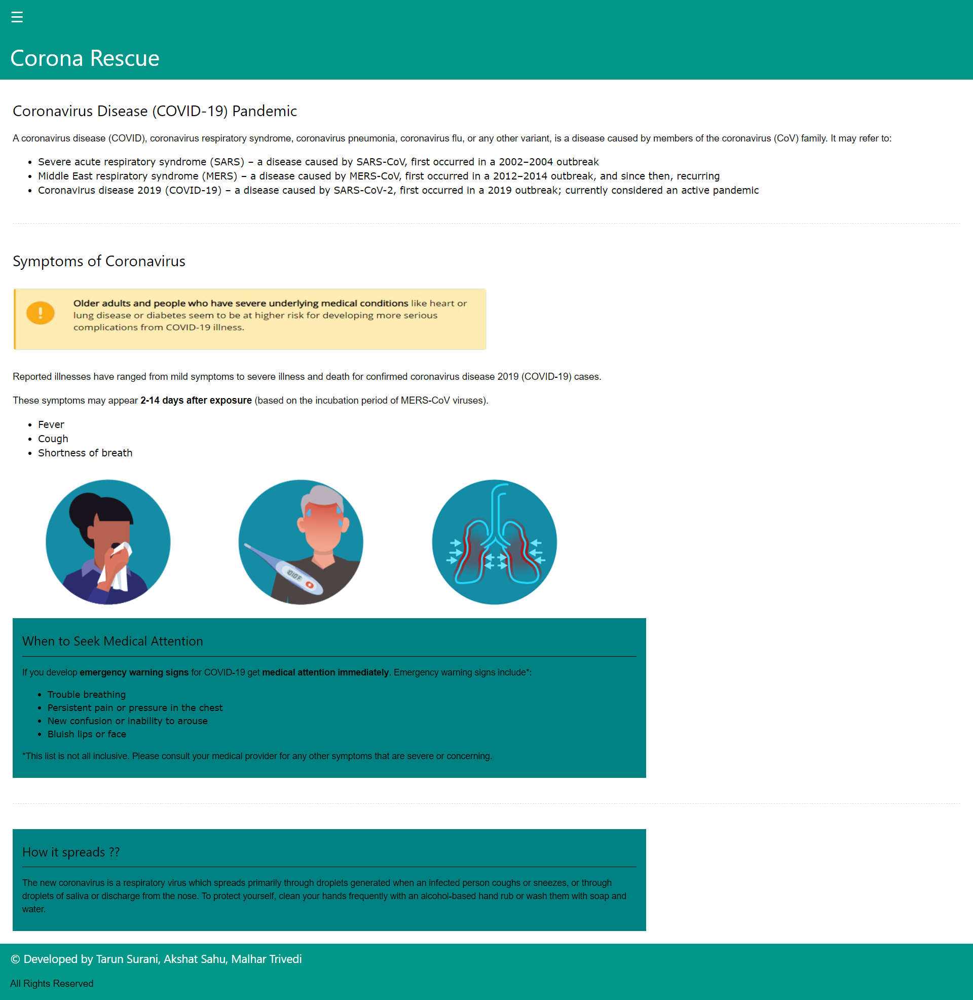 ☰
Corona Rescue
Coronavirus Disease (COVID-19) Pandemic
A coronavirus disease (COVID), coronavirus respiratory syndrome, coronavirus pneumonia, coronavirus flu, or any other variant, is a disease caused by members of the coronavirus (CoV) family. It may refer to:
• Severe acute respiratory syndrome (SARS) – a disease caused by SARS-CoV, first occurred in a 2002–2004 outbreak
• Middle East respiratory syndrome (MERS) – a disease caused by MERS-CoV, first occurred in a 2012–2014 outbreak, and since then, recurring
• Coronavirus disease 2019 (COVID-19) – a disease caused by SARS-CoV-2, first occurred in a 2019 outbreak; currently considered an active pandemic
Symptoms of Coronavirus
Older adults and people who have severe underlying medical conditions like heart or
lung disease or diabetes seem to be at higher risk for developing more serious
complications from COVID-19 illness.
Reported illnesses have ranged from mild symptoms to severe illness and death for confirmed coronavirus disease 2019 (COVID-19) cases.
These symptoms may appear 2-14 days after exposure (based on the incubation period of MERS-CoV viruses).
• Fever
• Cough
• Shortness of breath
101.0F
When to Seek Medical Attention
If you develop emergency warning signs for COVID-19 get medical attention immediately. Emergency warning signs include*:
• Trouble breathing
• Persistent pain or pressure in the chest
• New confusion or inability to arouse
• Bluish lips or face
*This list is not all inclusive. Please consult your medical provider for any other symptoms that are severe or concerning.
How it spreads ??
The new coronavirus is a respiratory virus which spreads primarily through droplets generated when an infected person coughs or sneezes, or through
droplets of saliva or discharge from the nose. To protect yourself, clean your hands frequently with an alcohol-based hand rub or wash them with soap and
water.
© Developed by Tarun Surani, Akshat Sahu, Malhar Trivedi
All Rights Reserved